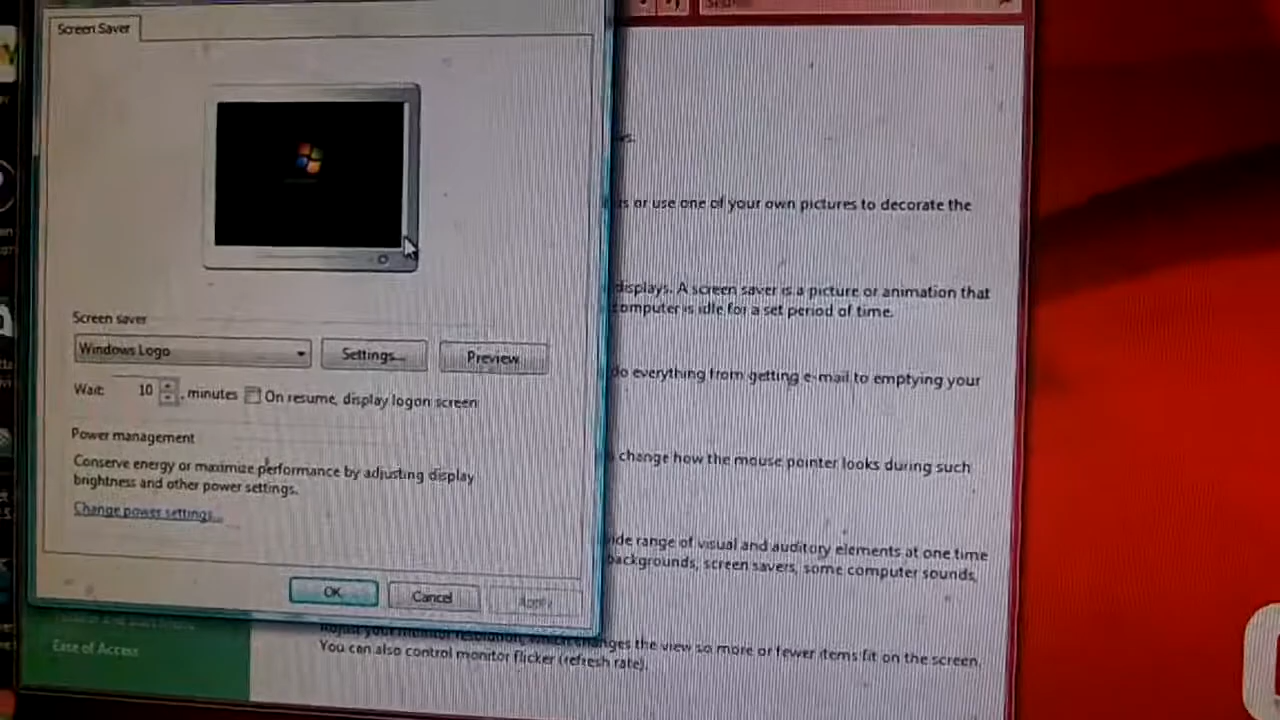 Screen Saver
or use one of your own pictures to decorate the
displays. A screen saver is a picture or animation that
computer is idle for a set period of time.
Screen saver
Windows Logo
Settings...
Preview
Wait: 10 minutes
On resume, display logon screen
do everything from getting e-mail to emptying your
Power management
Conserve energy or maximize performance by adjusting display
brightness and other power settings.
Change power settings...
change how the mouse pointer looks during such
range of visual and auditory elements at one time
backgrounds, screen savers, some computer sounds,
OK
Cancel
Apply
Ease of Access
the view so more or fewer items fit on the screen.
You can also control monitor flicker (refresh rate).